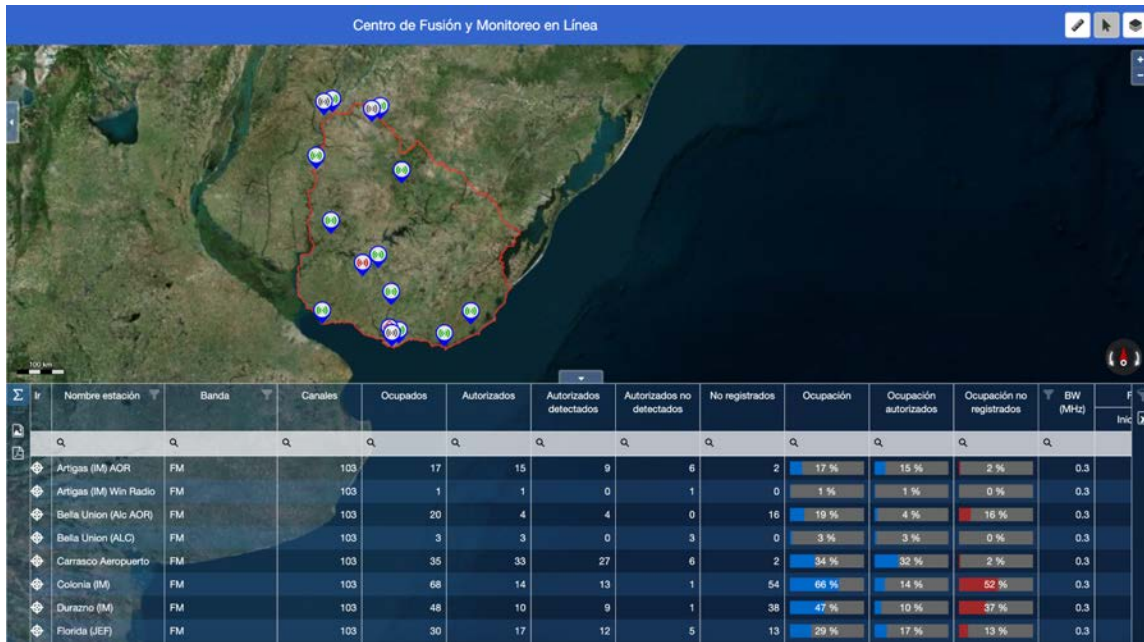 Centro de Fusión y Monitoreo en Línea
100 km
Σ Ir Nombre estación Banda Canales Ocupados Autorizados Autorizados detectados Autorizados no detectados No registrados Ocupación Ocupación autorizados Ocupación no registrados BW (MHz) F
Inic
Artigas (IM) AOR FM 103 17 15 9 6 2 17 % 15 % 2 % 0.3
Artigas (IM) Win Radio FM 103 1 1 0 1 0 1 % 1 % 0 % 0.3
Bella Union (Alc AOR) FM 103 20 4 4 0 16 19 % 4 % 16 % 0.3
Bella Union (ALC) FM 103 3 3 0 3 0 3 % 3 % 0 % 0.3
Carrasco Aeropuerto FM 103 35 33 27 6 2 34 % 32 % 2 % 0.3
Colonia (IM) FM 103 68 14 13 1 54 66 % 14 % 52 % 0.3
Durazno (IM) FM 103 48 10 9 1 38 47 % 10 % 37 % 0.3
Florida (JEF) FM 103 30 17 12 5 13 29 % 17 % 13 % 0.3